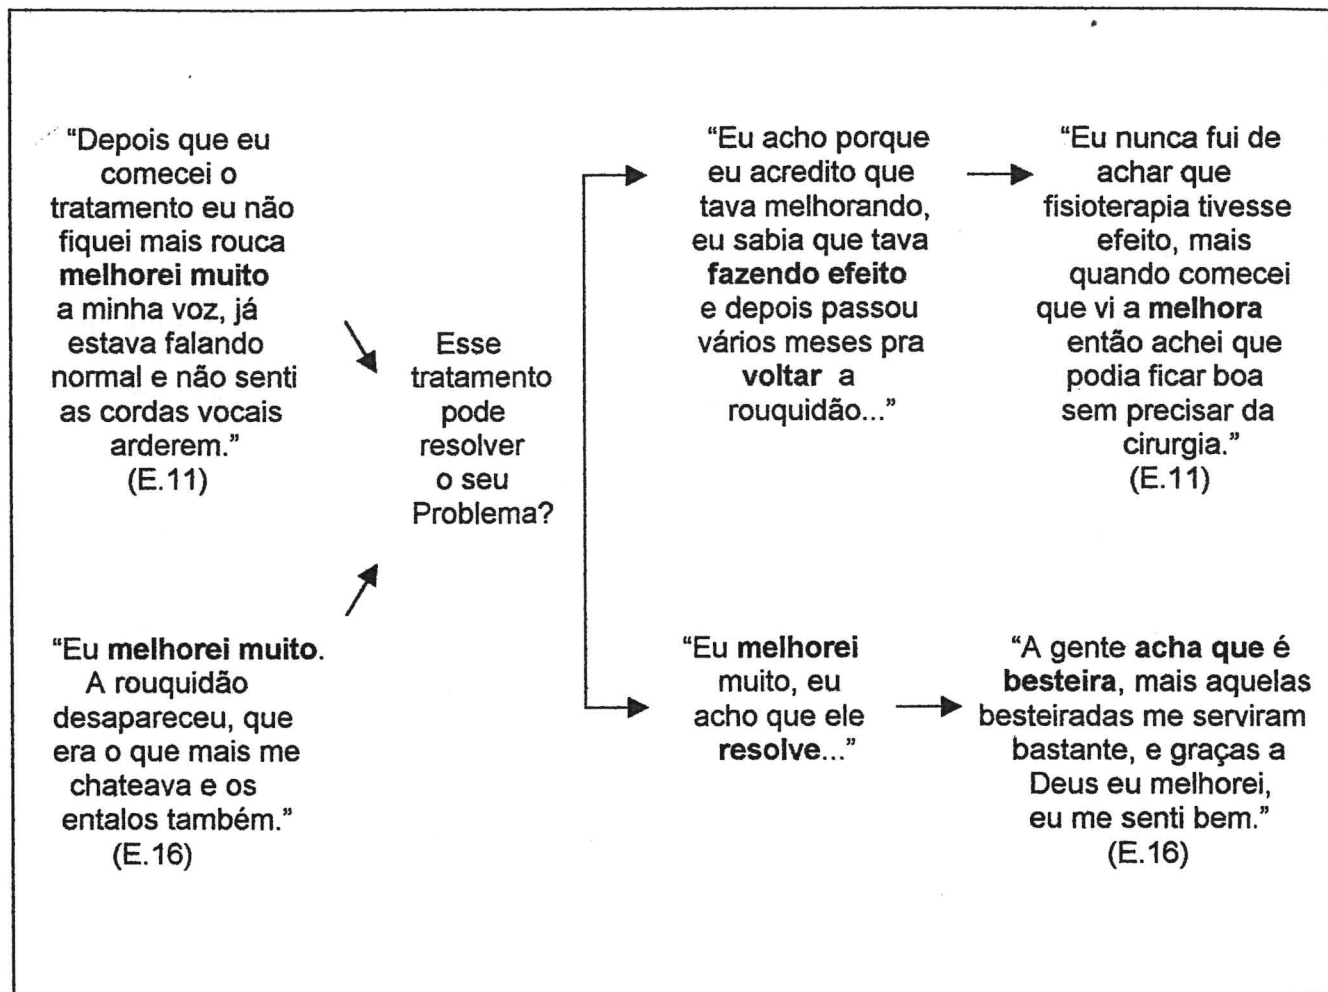 “Depois que eu
comecei o
tratamento eu não
fiquei mais rouca
melhorei muito
a minha voz, já
estava falando
normal e não senti
as cordas vocais
arderem.”
(E.11)
“Eu melhorei muito.
A rouquidão
desapareceu, que
era o que mais me
chateava e os
entalos também.”
(E.16)
Esse
tratamento
pode
resolver
o seu
Problema?
“Eu acho porque
eu acredito que
tava melhorando,
eu sabia que tava
fazendo efeito
e depois passou
vários meses pra
voltar a
rouquidão...”
“Eu nunca fui de
achar que
fisioterapia tivesse
efeito, mais
quando comecei
que vi a melhora
então achei que
podia ficar boa
sem precisar da
cirurgia.”
(E.11)
“Eu melhorei
muito, eu
acho que ele
resolve...”
“A gente acha que é
besteira, mais aquelas
besteiradas me serviram
bastante, e graças a
Deus eu melhorei,
eu me senti bem.”
(E.16)